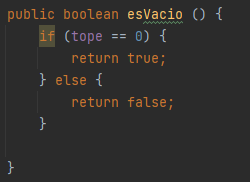 public boolean esVacio () {
if (tope == 0) {
return true;
} else {
return false;
}
}